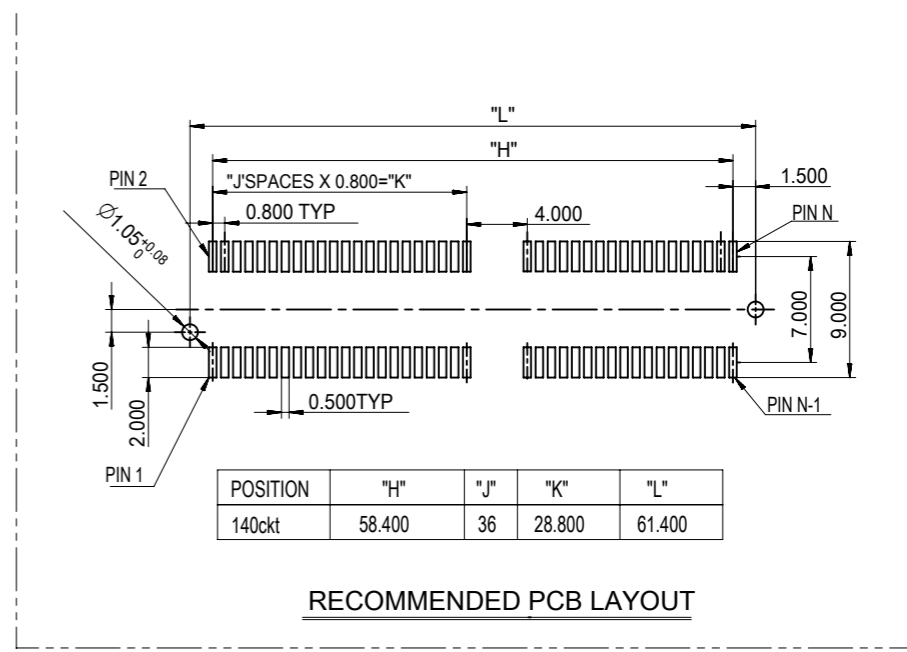 "L"
"H"
1.500
PIN 2
"J'SPACES X 0.800="K"
0.800 TYP
4.000
PIN N
Ø1.05 +0.08 0
7.000
9.000
1.500
2.000
0.500TYP
PIN N-1
PIN 1
POSITION "H" "J" "K" "L"
140ckt 58.400 36 28.800 61.400
RECOMMENDED PCB LAYOUT